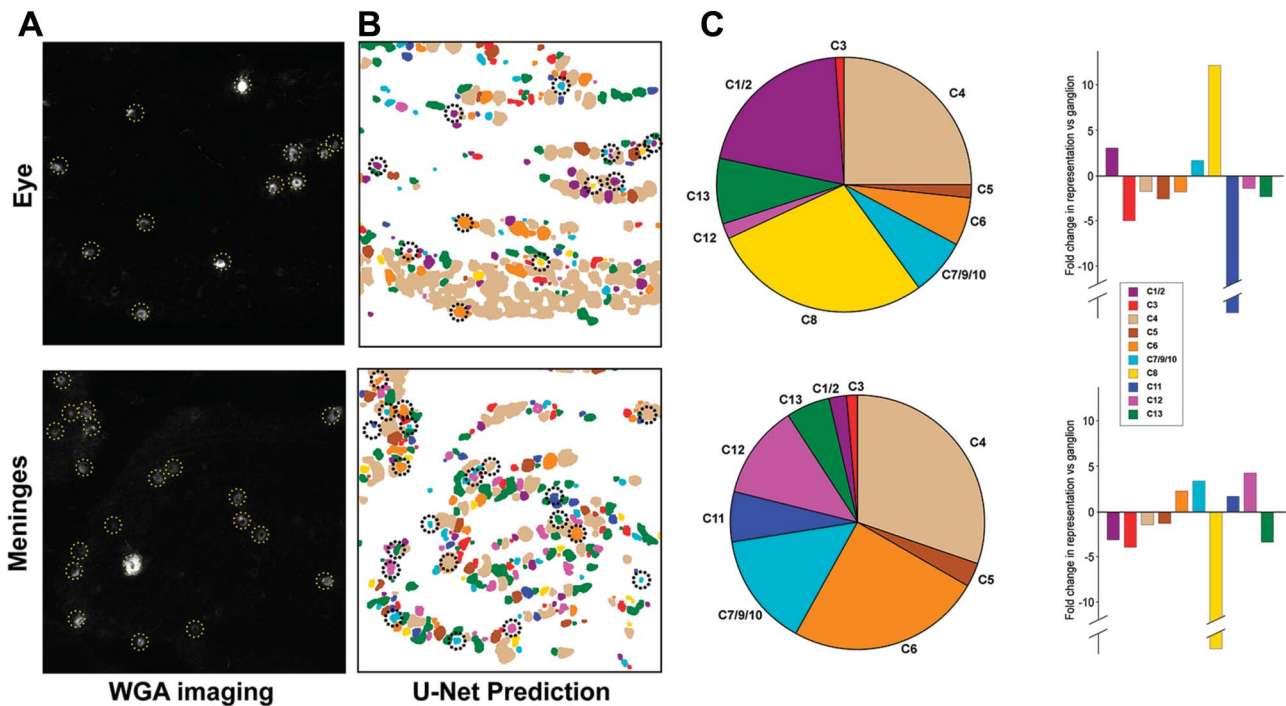 A
B
C
Eye
Meninges
WGA imaging
U-Net Prediction
C3
C1/2
C4
C13
C5
C12
C6
C7/9/10
C8
C3
C1/2
C13
C12
C4
C11
C5
C7/9/10
C6
Fold change in representation vs ganglion
10
5
0
-5
-10
C1/2
C3
C4
C5
C6
C7/9/10
C8
C11
C12
C13
Fold change in representation vs ganglion
10
5
0
-5
-10